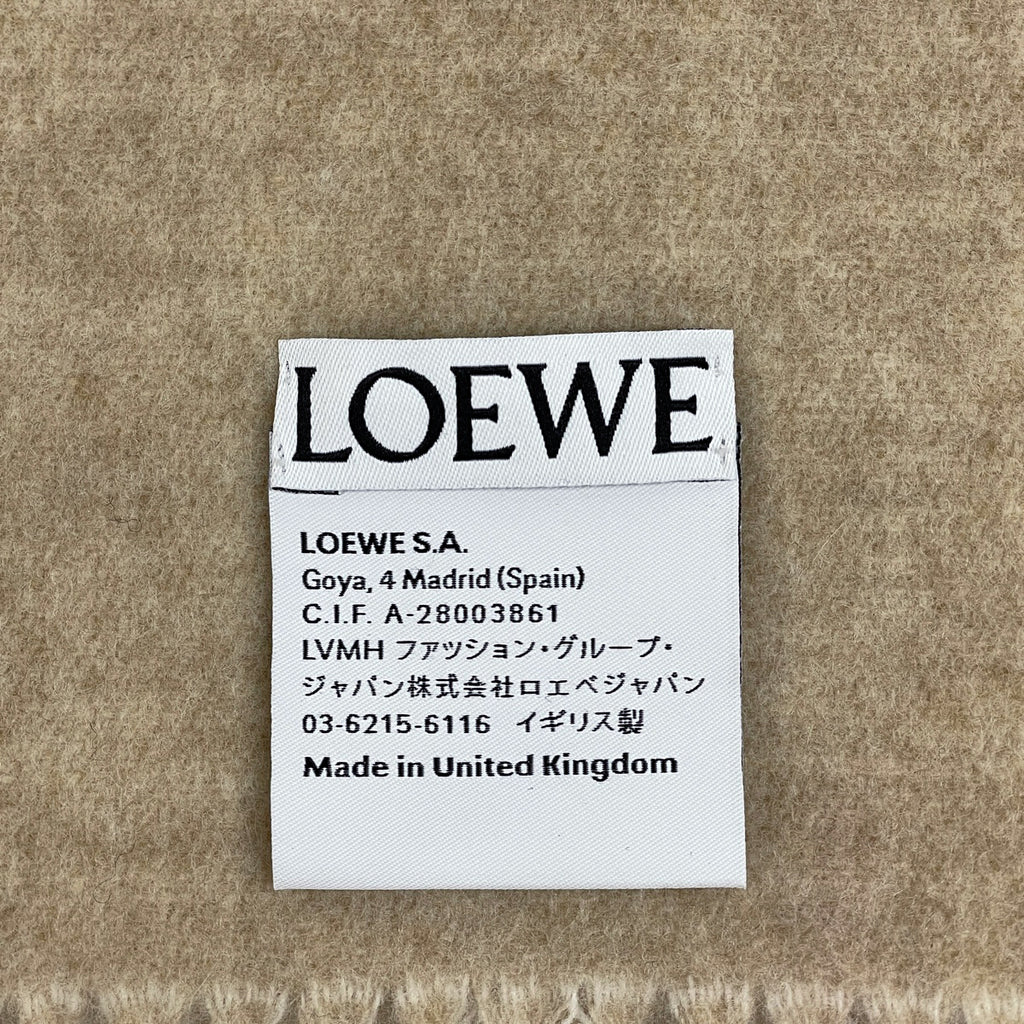 LOEWE
LOEWE S.A.
Goya, 4 Madrid (Spain)
C.I.F. A-28003861
LVMH ファッション・グループ・
ジャパン株式会社ロエベジャパン
03-6215-6116 イギリス製
Made in United Kingdom